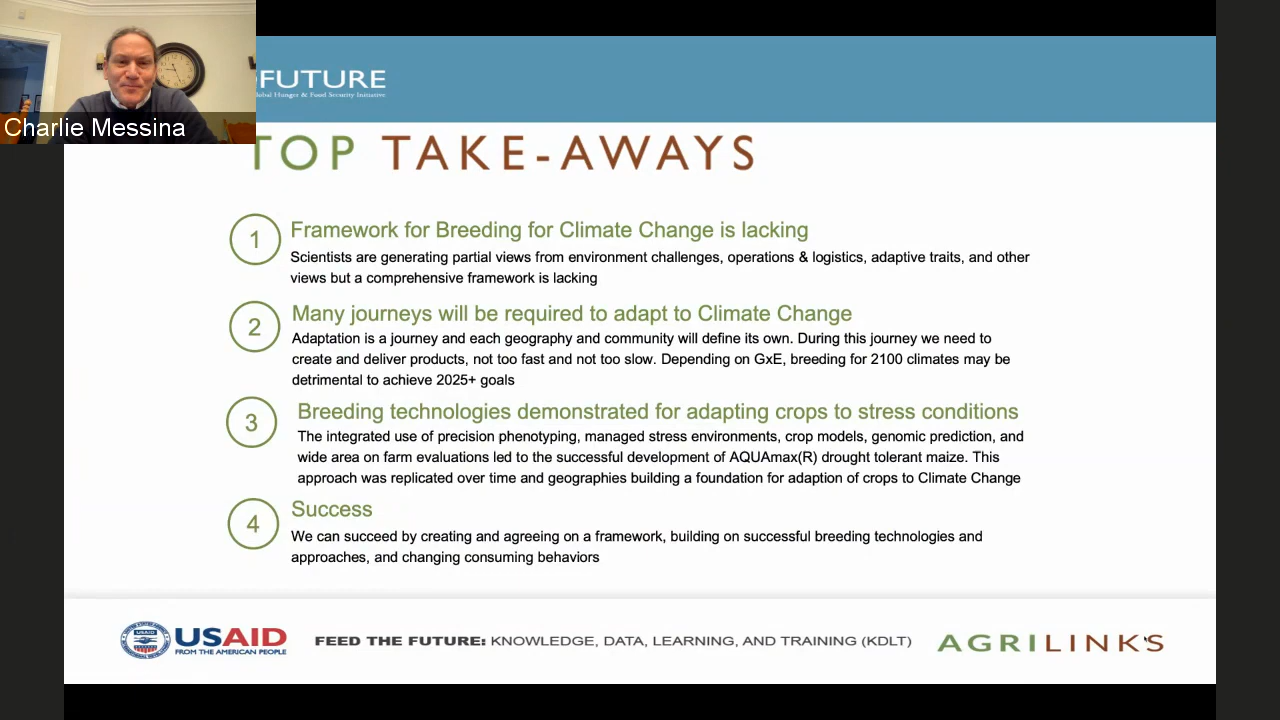 FUTURE
Global Hunger & Food Security Initiative
Charlie Messina
TOP TAKE-AWAYS
1
Framework for Breeding for Climate Change is lacking
Scientists are generating partial views from environment challenges, operations & logistics, adaptive traits, and other
views but a comprehensive framework is lacking
2
Many journeys will be required to adapt to Climate Change
Adaptation is a journey and each geography and community will define its own. During this journey we need to
create and deliver products, not too fast and not too slow. Depending on GxE, breeding for 2100 climates may be
detrimental to achieve 2025+ goals
3
Breeding technologies demonstrated for adapting crops to stress conditions
The integrated use of precision phenotyping, managed stress environments, crop models, genomic prediction, and
wide area on farm evaluations led to the successful development of AQUAmax(R) drought tolerant maize. This
approach was replicated over time and geographies building a foundation for adaption of crops to Climate Change
4
Success
We can succeed by creating and agreeing on a framework, building on successful breeding technologies and
approaches, and changing consuming behaviors
USAID
FROM THE AMERICAN PEOPLE
FEED THE FUTURE: KNOWLEDGE, DATA, LEARNING, AND TRAINING (KDLT)
AGRILINKS